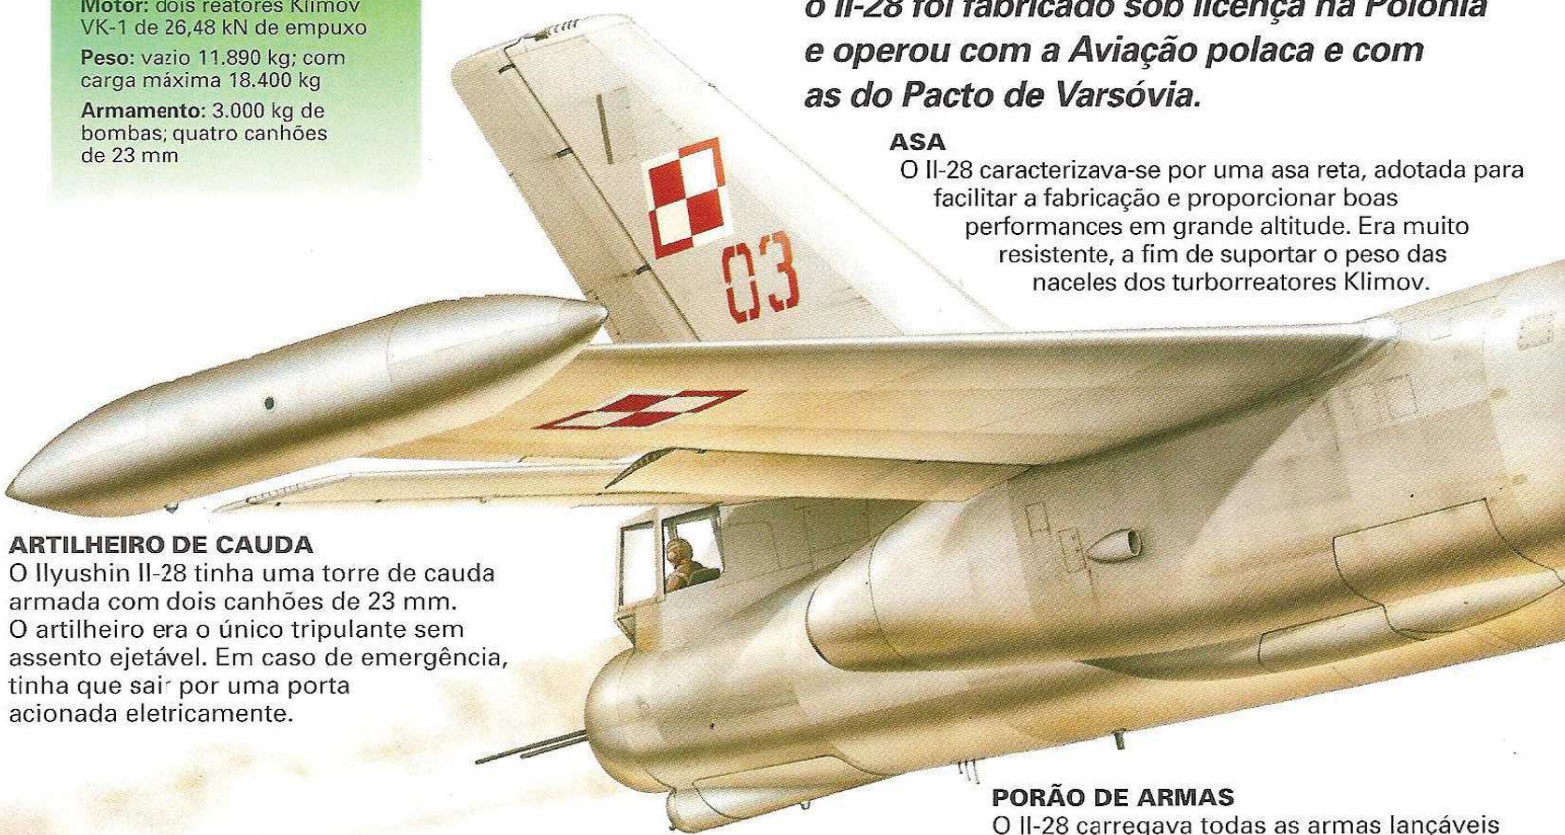 Motor: dois reatores Klimov
VK-1 de 26,48 kN de empuxo
Peso: vazio 11.890 kg; com
carga máxima 18.400 kg
Armamento: 3.000 kg de
bombas; quatro canhões
de 23 mm
o Il-28 foi fabricado sob licença na Polônia
e operou com a Aviação polaca e com
as do Pacto de Varsóvia.
ASA
O Il-28 caracterizava-se por uma asa reta, adotada para
facilitar a fabricação e proporcionar boas
performances em grande altitude. Era muito
resistente, a fim de suportar o peso das
naceles dos turborreatores Klimov.
03
ARTILHEIRO DE CAUDA
O Ilyushin Il-28 tinha uma torre de cauda
armada com dois canhões de 23 mm.
O artilheiro era o único tripulante sem
assento ejetável. Em caso de emergência,
tinha que sair por uma porta
acionada eletricamente.
PORÃO DE ARMAS
O Il-28 carregava todas as armas lançáveis